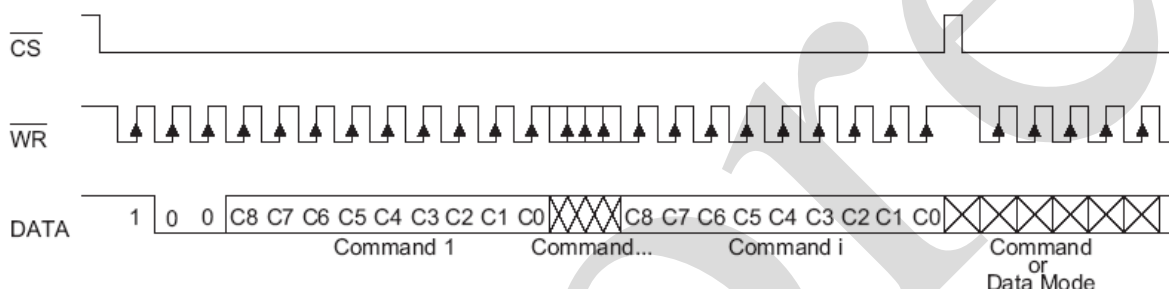 CS
WR
DATA 1 0 0 C8 C7 C6 C5 C4 C3 C2 C1 C0 C8 C7 C6 C5 C4 C3 C2 C1 C0
Command 1 Command... Command i Command
or
Data Mode